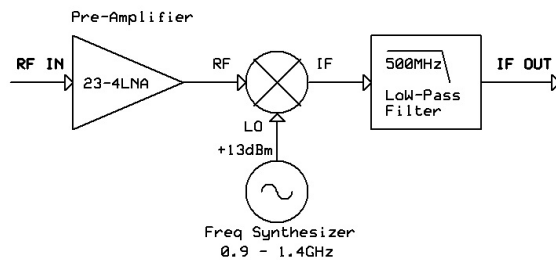 Pre-Amplifier
RF IN
23-4LNA
RF
IF
500MHz
LoW-Pass
Filter
IF OUT
LO
+13dBm
Freq Synthesizer
0.9 - 1.4GHz